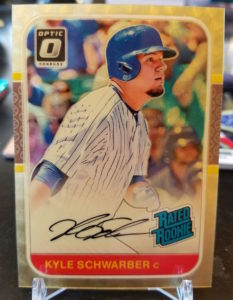 OPTIC
DONRUSS
RATED
ROOKIE
KYLE SCHWARBER C